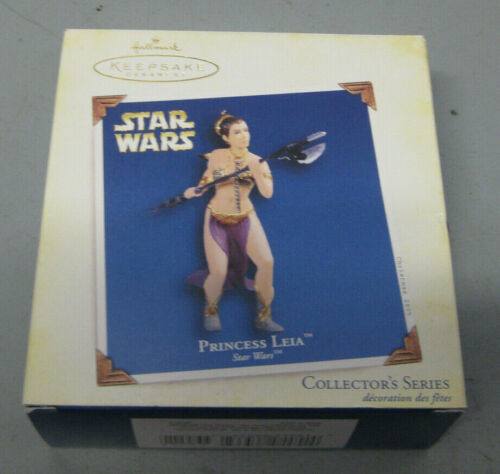 Hallmark
KEEPSAKE
ORNAMENT
STAR
WARS
PRINCESS LEIA™
Star Wars™
COLLECTOR'S SERIES
décoration des fêtes